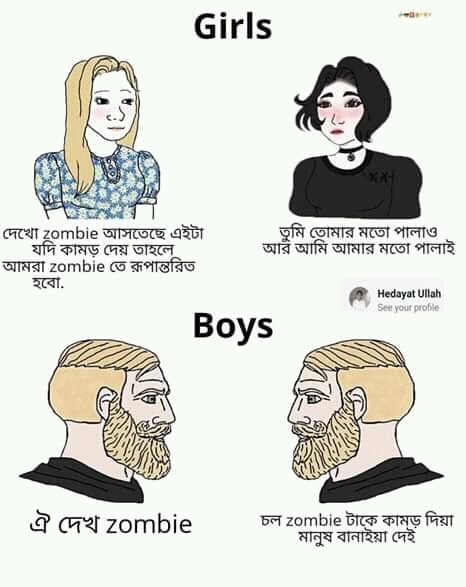 Girls
দেখো zombie আসতেছে এইটা
যদি কামড় দেয় তাহলে
আমরা zombie তে রূপান্তরিত
হবো.
তুমি তোমার মতো পালাও
আর আমি আমার মতো পালাই
Hedayat Ullah
See your profile
Boys
ঐ দেখ zombie
চল zombie টাকে কামড় দিয়া
মানুষ বানাইয়া দেই